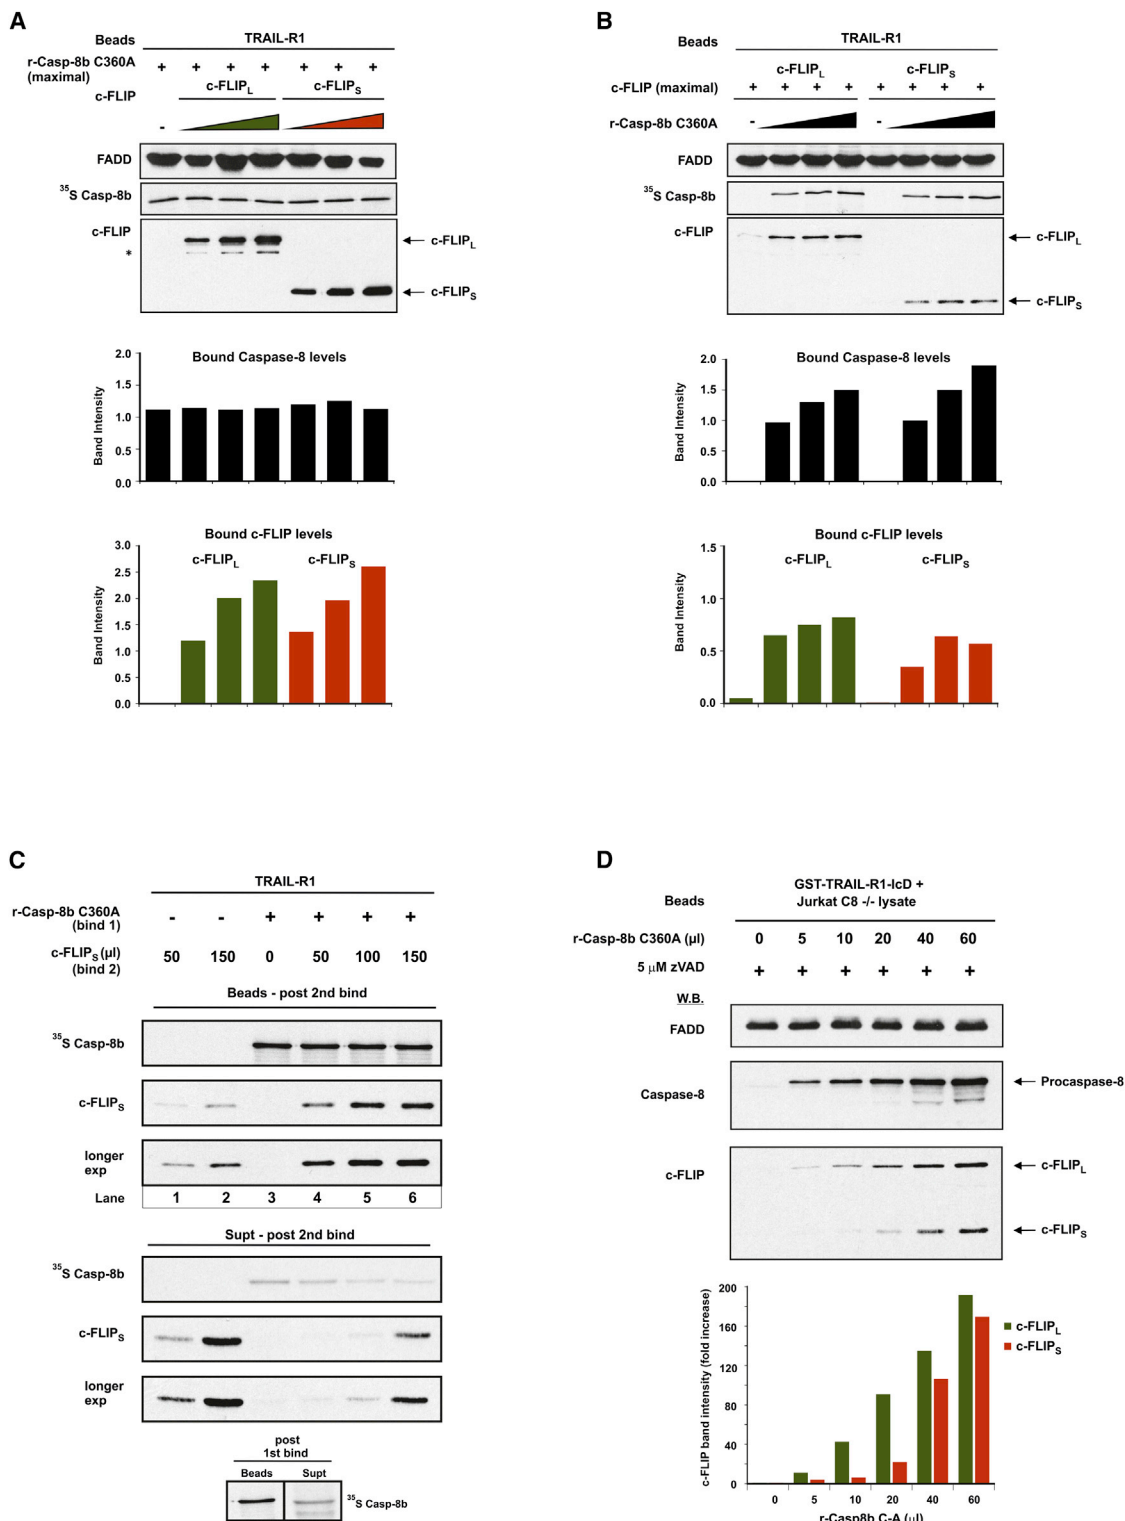 A
Beads
TRAIL-R1
r-Casp-8b C360A
(maximal)
+ + + + + + +
c-FLIP
c-FLIPL
c-FLIPS
-
FADD
35S Casp-8b
c-FLIP
*
c-FLIPL
c-FLIPS
Bound Caspase-8 levels
Band Intensity
2.0
1.5
1.0
0.5
0.0
Bound c-FLIP levels
c-FLIPL
c-FLIPS
Band Intensity
3.0
2.5
2.0
1.5
1.0
0.5
0.0
B
Beads
TRAIL-R1
c-FLIPL
c-FLIPS
c-FLIP (maximal)
+ + + + + + + +
r-Casp-8b C360A
- -
FADD
35S Casp-8b
c-FLIP
c-FLIPL
c-FLIPS
Bound Caspase-8 levels
Band Intensity
2.0
1.5
1.0
0.5
0.0
Bound c-FLIP levels
c-FLIPL
c-FLIPS
Band Intensity
1.5
1.0
0.5
0.0
C
TRAIL-R1
r-Casp-8b C360A
(bind 1)
- - + + + +
c-FLIPS (µl)
(bind 2)
50 150 0 50 100 150
Beads - post 2nd bind
35S Casp-8b
c-FLIPS
longer
exp
Lane 1 2 3 4 5 6
Supt - post 2nd bind
35S Casp-8b
c-FLIPS
longer
exp
post
1st bind
Beads Supt
35S Casp-8b
D
GST-TRAIL-R1-IcD +
Jurkat C8 -/- lysate
Beads
r-Casp-8b C360A (µl) 0 5 10 20 40 60
5 µM zVAD + + + + + +
W.B.
FADD
Caspase-8
Procaspase-8
c-FLIP
c-FLIPL
c-FLIPS
c-FLIP band intensity (fold increase)
200
160
120
80
40
0
c-FLIPL
c-FLIPS
0 5 10 20 40 60
r-Casp8b C-A (µl)